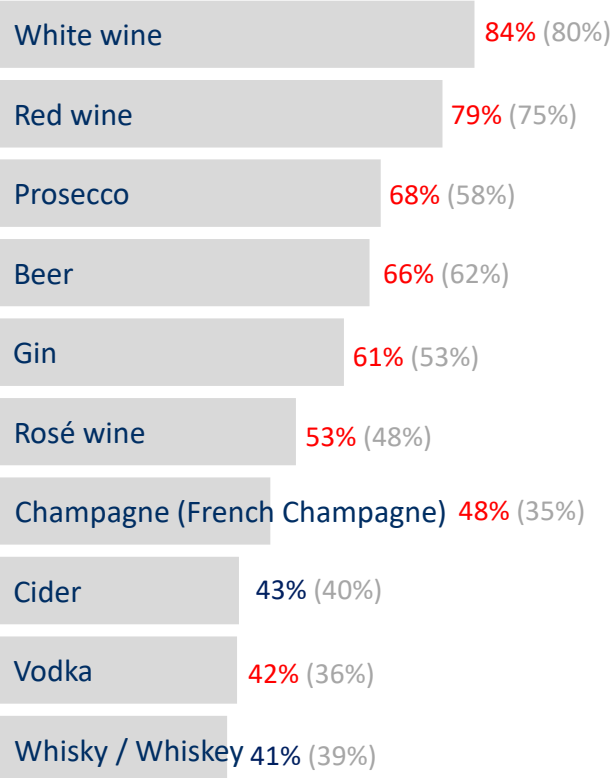 White wine 84% (80%)
Red wine 79% (75%)
Prosecco 68% (58%)
Beer 66% (62%)
Gin 61% (53%)
Rosé wine 53% (48%)
Champagne (French Champagne) 48% (35%)
Cider 43% (40%)
Vodka 42% (36%)
Whisky / Whiskey 41% (39%)